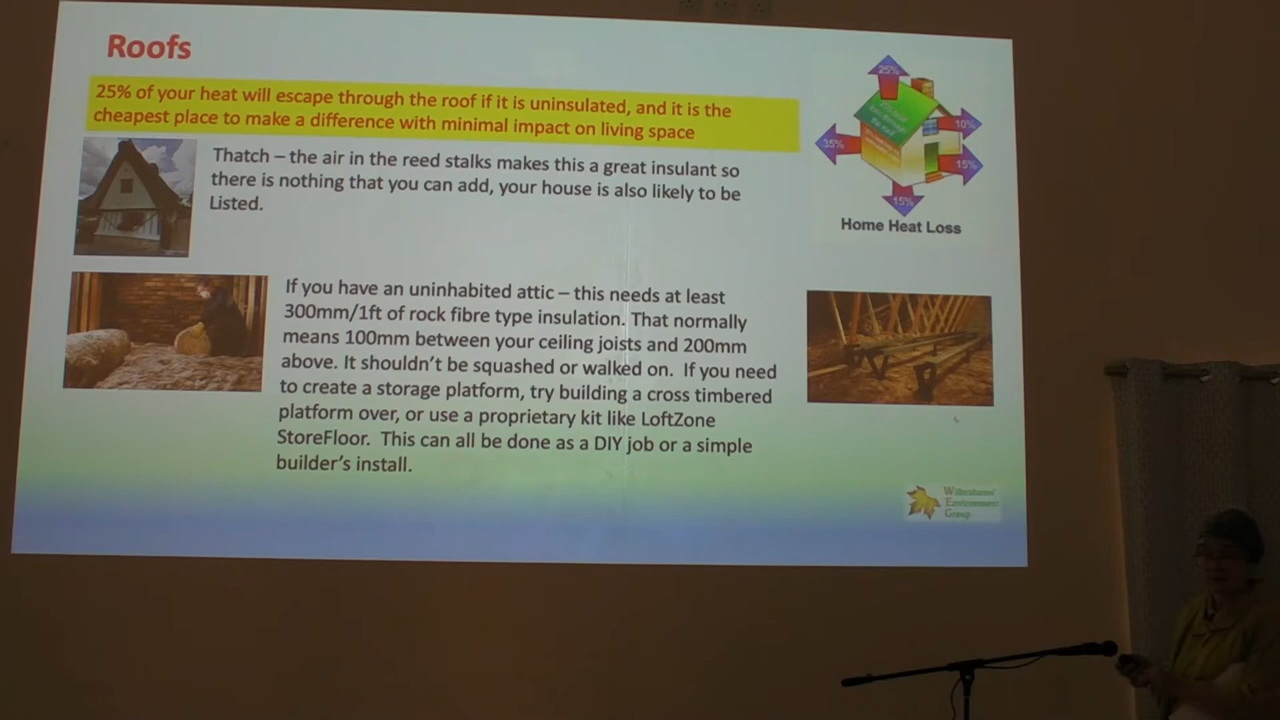 Roofs
25% of your heat will escape through the roof if it is uninsulated, and it is the
cheapest place to make a difference with minimal impact on living space
Thatch – the air in the reed stalks makes this a great insulant so
there is nothing that you can add, your house is also likely to be
Listed.
25%
10%
35%
15%
15%
Home Heat Loss
If you have an uninhabited attic – this needs at least
300mm/1ft of rock fibre type insulation. That normally
means 100mm between your ceiling joists and 200mm
above. It shouldn't be squashed or walked on. If you need
to create a storage platform, try building a cross timbered
platform over, or use a proprietary kit like LoftZone
StoreFloor. This can all be done as a DIY job or a simple
builder's install.
Wilbrahams'
Environment
Group